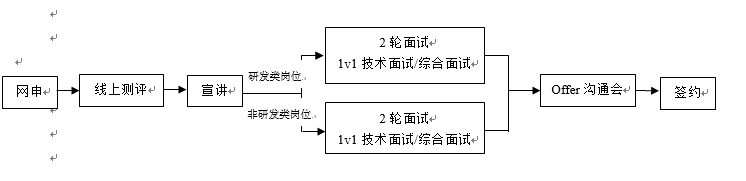 网申
线上测评
宣讲
研发类岗位
非研发类岗位
2 轮面试
1v1 技术面试/综合面试
2 轮面试
1v1 技术面试/综合面试
Offer 沟通会
签约